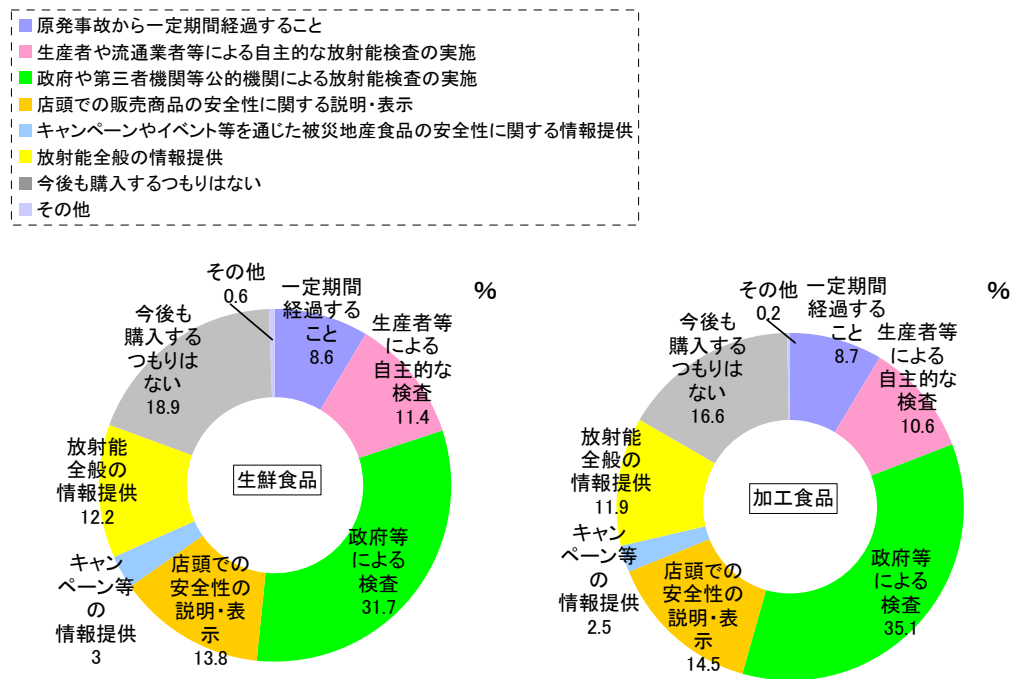 原発事故から一定期間経過すること
生産者や流通業者等による自主的な放射能検査の実施
政府や第三者機関等公的機関による放射能検査の実施
店頭での販売商品の安全性に関する説明・表示
キャンペーンやイベント等を通じた被災地産食品の安全性に関する情報提供
放射能全般の情報提供
今後も購入するつもりはない
その他
%
一定期間
経過する
こと
8.6
生産者等
による
自主的な
検査
11.4
政府等
による
検査
31.7
店頭での
安全性の
説明・表
示
13.8
キャン
ペーン等
の
情報提供
3
放射能
全般の
情報提供
12.2
今後も
購入する
つもりは
ない
18.9
その他
0.6
生鮮食品
%
一定期間
経過する
こと
8.7
生産者等
による
自主的な
検査
10.6
政府等
による
検査
35.1
店頭での
安全性の
説明・表
示
14.5
キャン
ペーン等
の
情報提供
2.5
放射能
全般の
情報提供
11.9
今後も
購入する
つもりは
ない
16.6
その他
0.2
加工食品